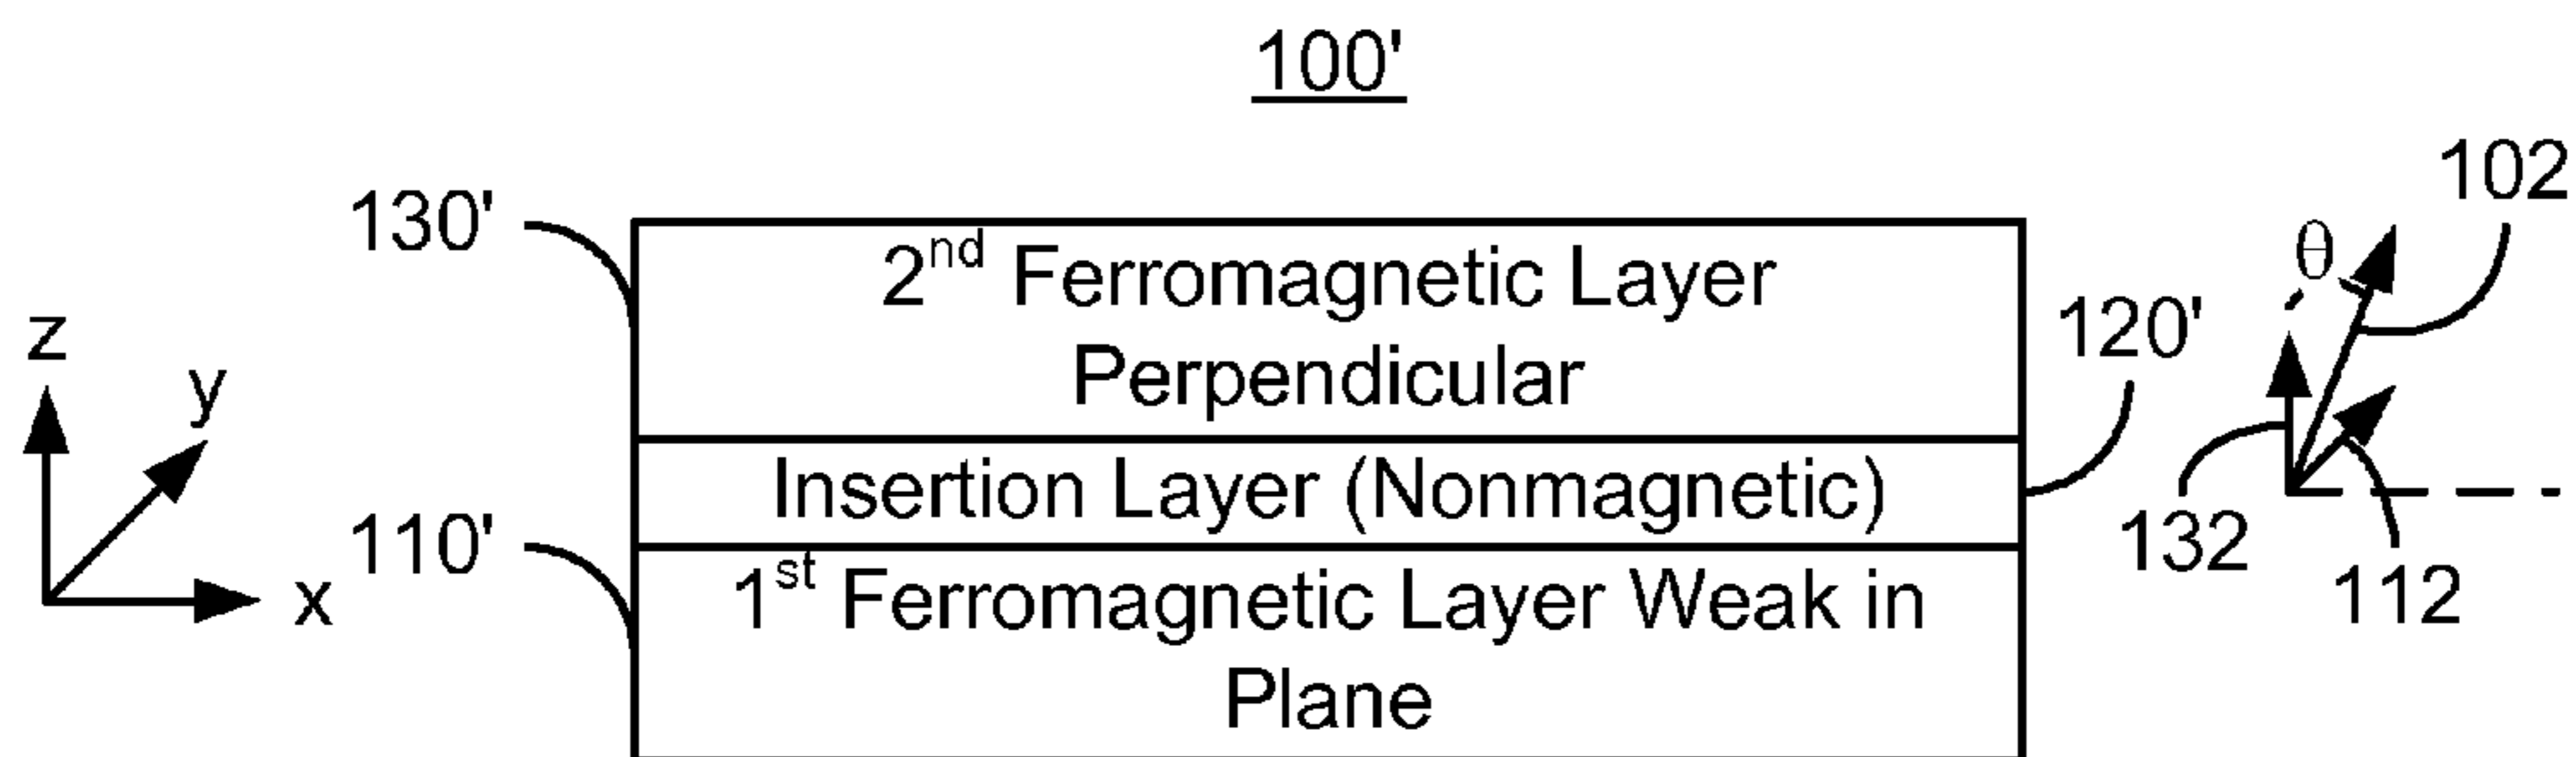 100'
102
130'
θ
2nd Ferromagnetic Layer
Perpendicular
120'
z
y
Insertion Layer (Nonmagnetic)
110'
132
x
1st Ferromagnetic Layer Weak in
Plane
112